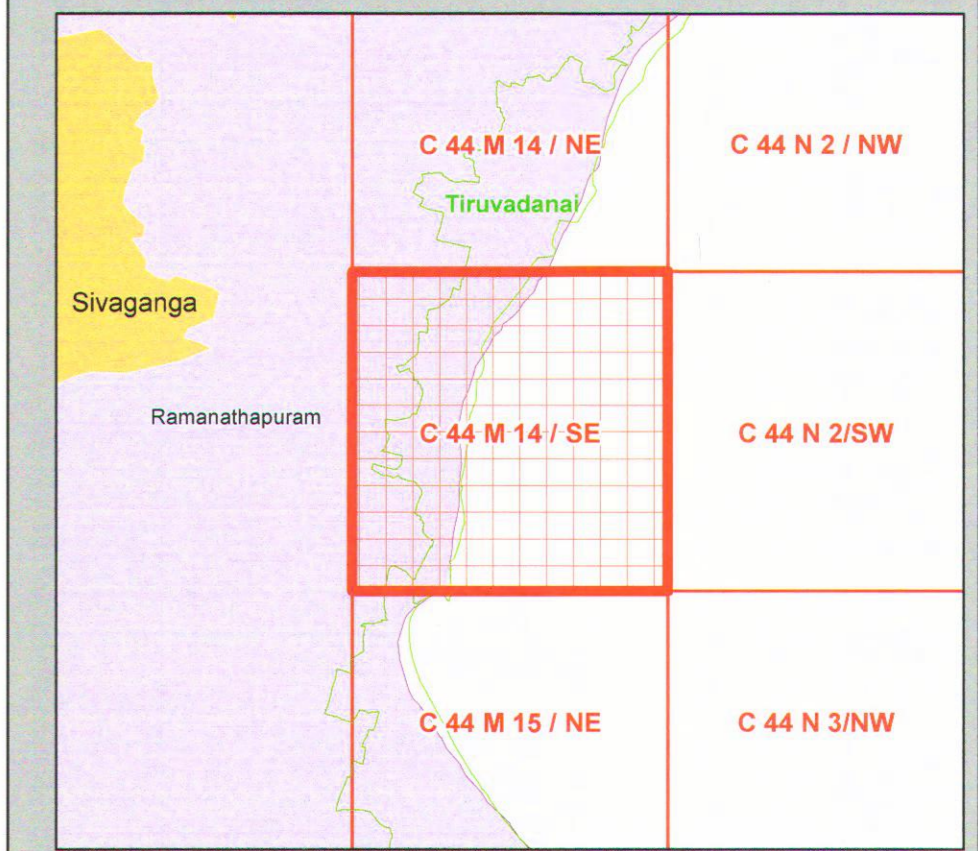 C 44 M 14 / NE
C 44 N 2 / NW
Tiruvadanai
Sivaganga
Ramanathapuram
C 44 M 14 / SE
C 44 N 2/SW
C 44 M 15 / NE
C 44 N 3/NW